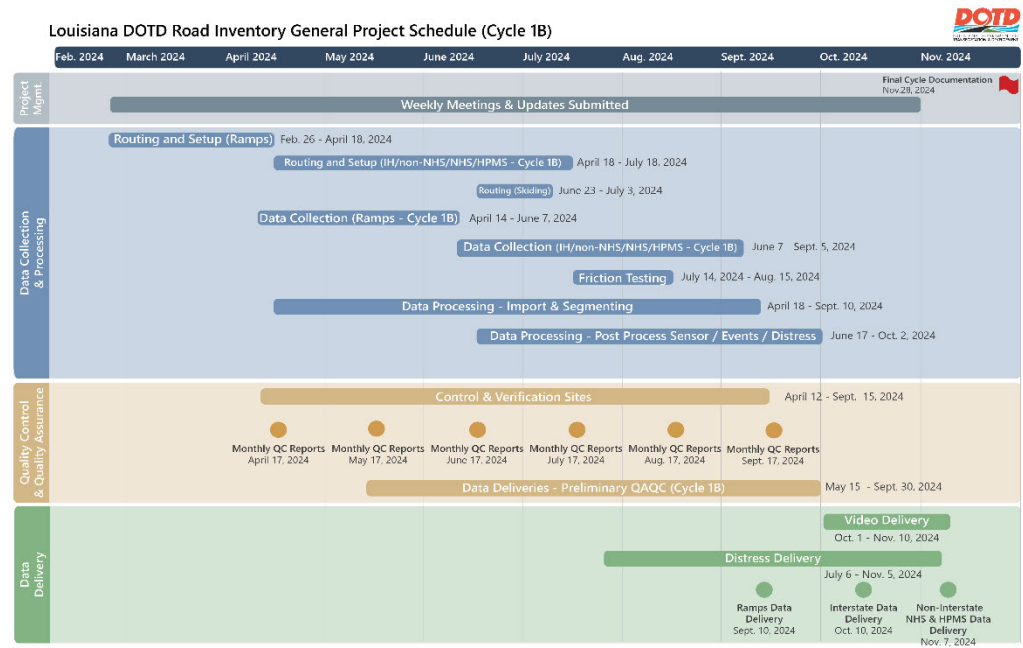 Louisiana DOTD Road Inventory General Project Schedule (Cycle 1B)
DOTD
Feb. 2024 March 2024 April 2024 May 2024 June 2024 July 2024 Aug. 2024 Sept. 2024 Oct. 2024 Nov. 2024
Project
Mgmt.
Final Cycle Documentation
Nov.28, 2024
Weekly Meetings & Updates Submitted
Data Collection
& Processing
Routing and Setup (Ramps) Feb. 26 - April 18, 2024
Routing and Setup (IH/non-NHS/NHS/HPMS - Cycle 1B) April 18 - July 18, 2024
Routing (Skiding) June 23 - July 3, 2024
Data Collection (Ramps - Cycle 1B) April 14 - June 7, 2024
Data Collection (IH/non-NHS/NHS/HPMS - Cycle 1B) June 7 Sept. 5, 2024
Friction Testing July 14, 2024 - Aug. 15, 2024
Data Processing - Import & Segmenting April 18 - Sept. 10, 2024
Data Processing - Post Process Sensor / Events / Distress June 17 - Oct. 2, 2024
Quality Control
& Quality Assurance
Control & Verification Sites April 12 - Sept. 15, 2024
Monthly QC Reports Monthly QC Reports Monthly QC Reports Monthly QC Reports Monthly QC Reports Monthly QC Reports
April 17, 2024 May 17, 2024 June 17, 2024 July 17, 2024 Aug. 17, 2024 Sept. 17, 2024
Data Deliveries - Preliminary QAQC (Cycle 1B) May 15 - Sept. 30, 2024
Data
Delivery
Video Delivery
Oct. 1 - Nov. 10, 2024
Distress Delivery
July 6 - Nov. 5, 2024
Ramps Data
Delivery
Sept. 10, 2024
Interstate Data
Delivery
Oct. 10, 2024
Non-Interstate
NHS & HPMS Data
Delivery
Nov. 7, 2024